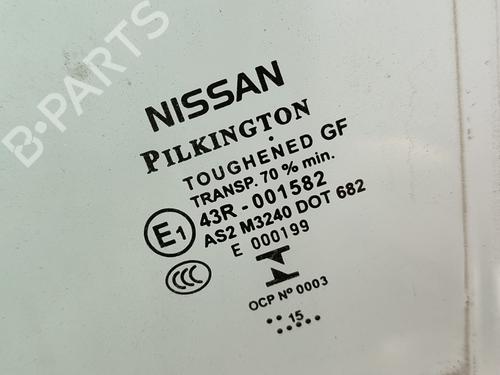 B-PARTS
NISSAN
PILKINGTON
TOUGHENED GF
TRANSP. 70 % min.
43R - 001582
E1
AS2 M3240 DOT 682
E 000199
CCC
OCP Nº 0003
15